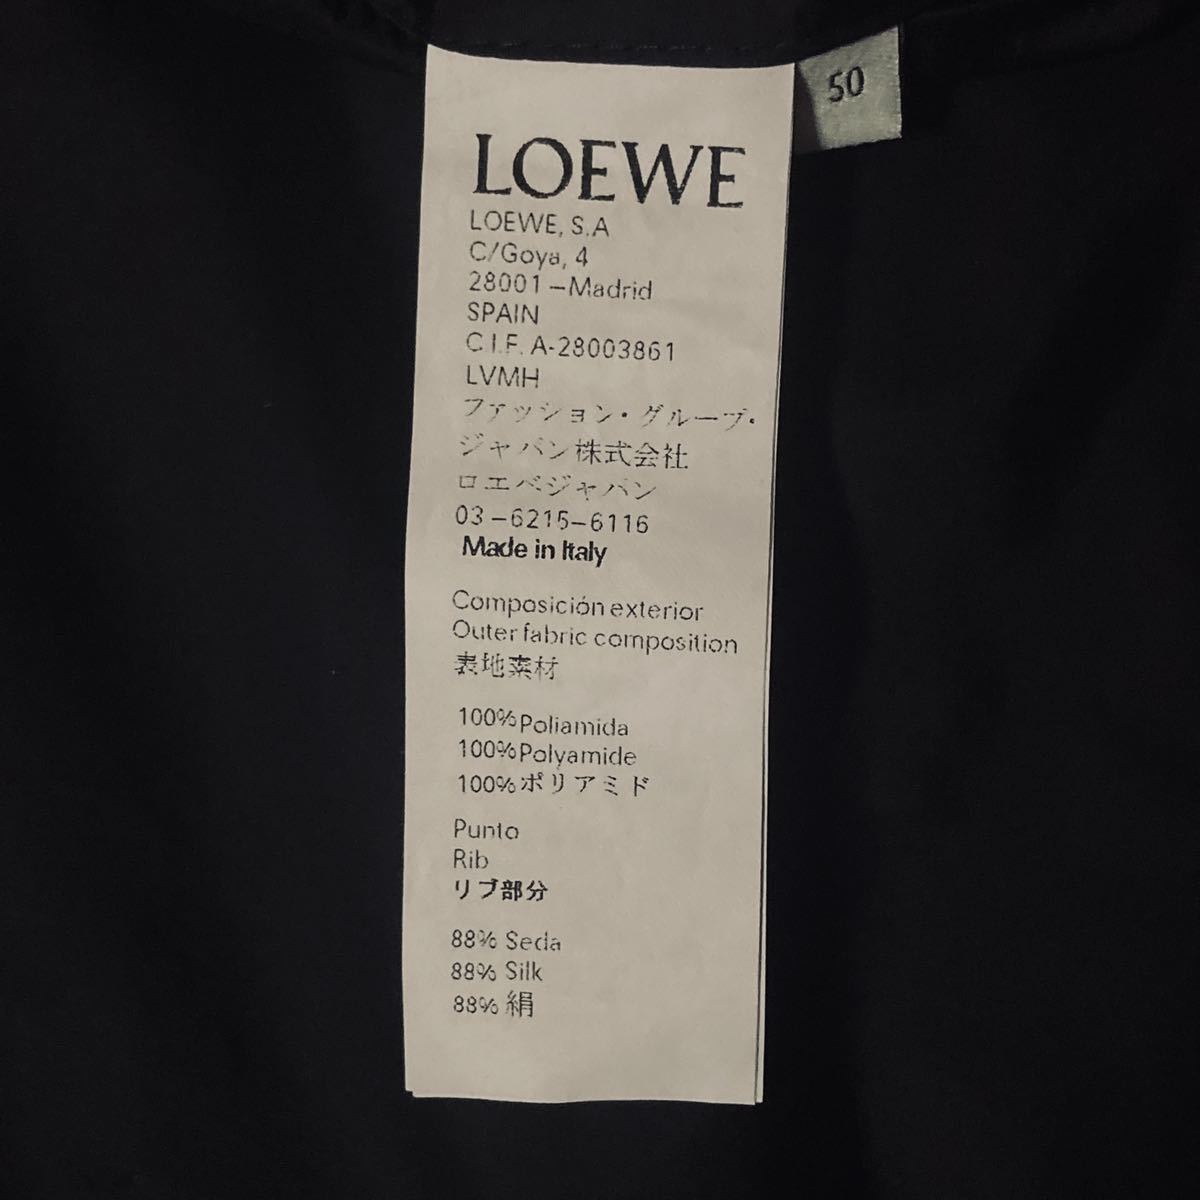 50
LOEWE
LOEWE, S.A
C/Goya, 4
28001 –Madrid
SPAIN
C.I.F. A-28003861
LVMH
ファッション・グループ・
ジャパン株式会社
ロエベジャパン
03–6215–6116
Made in Italy
Composición exterior
Outer fabric composition
表地素材
100% Poliamida
100% Polyamide
100% ポリアミド
Punto
Rib
リブ部分
88% Seda
88% Silk
88% 絹